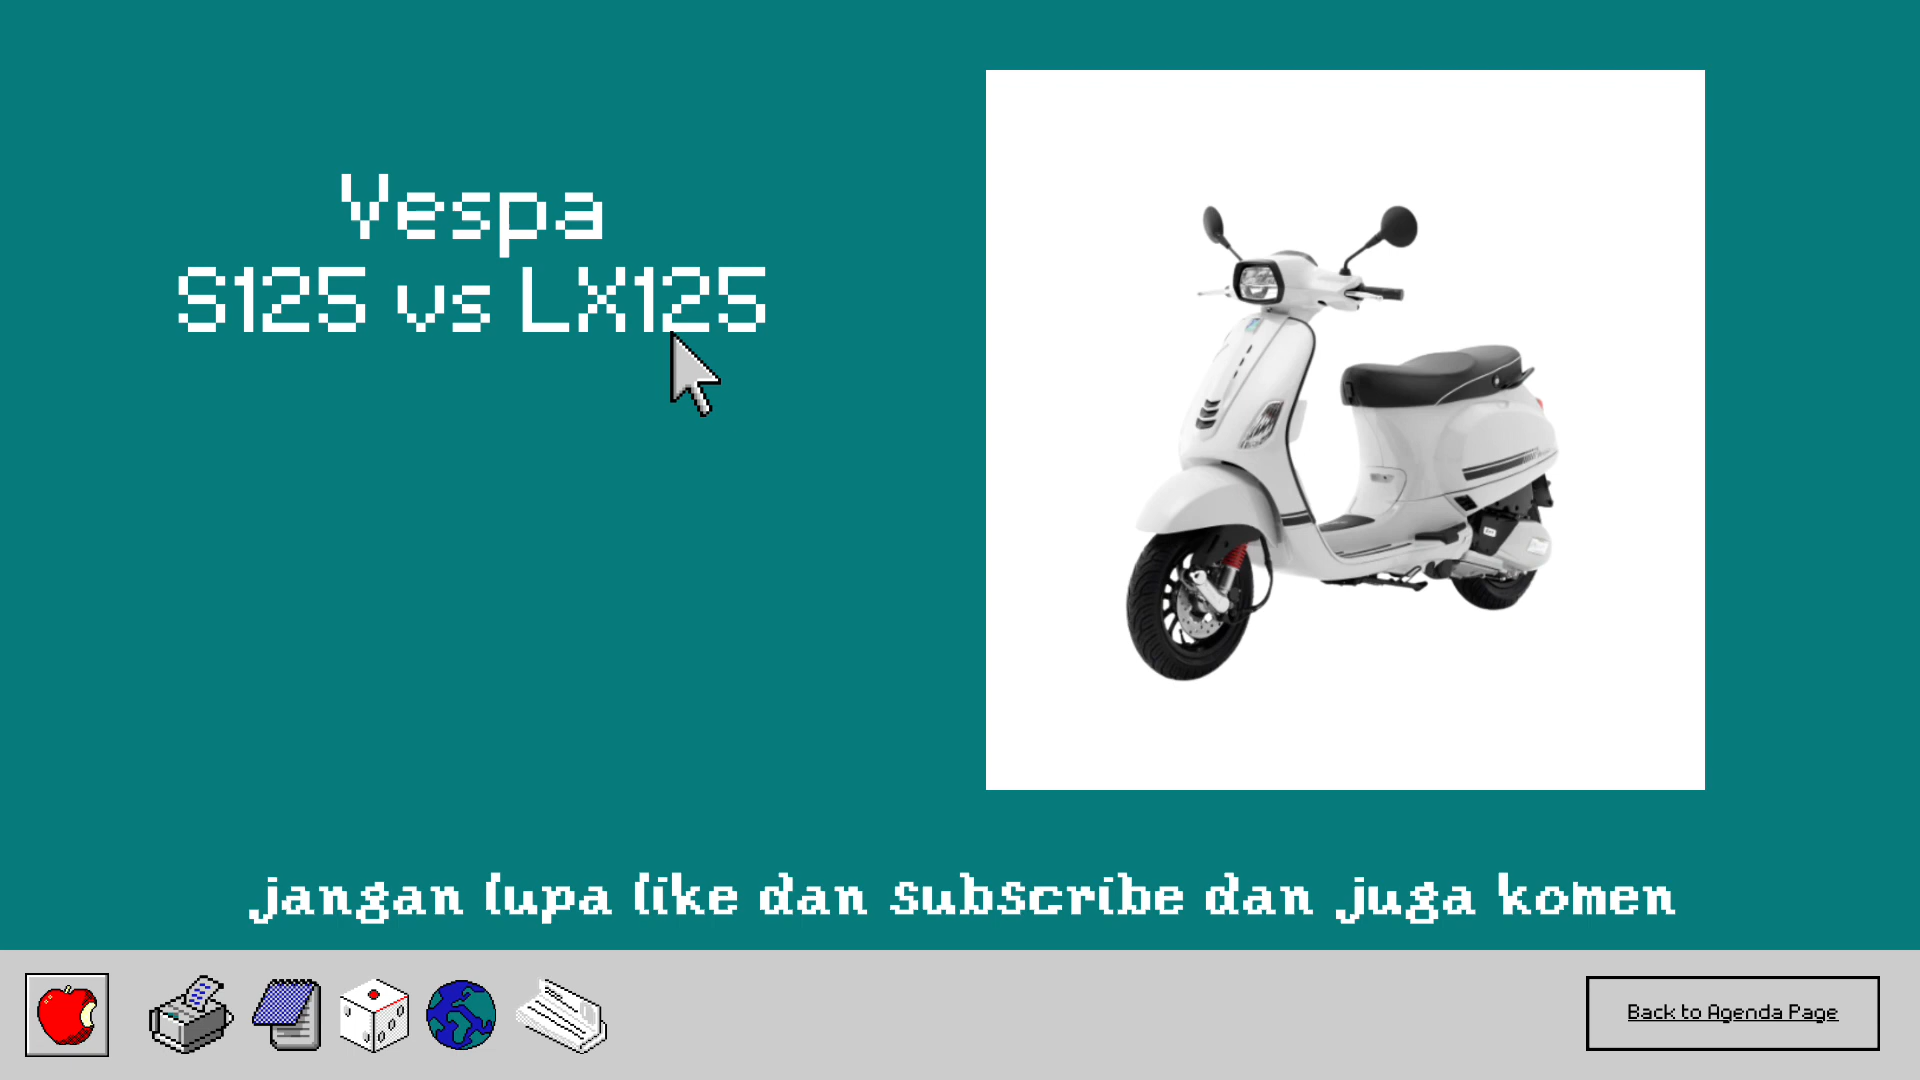 Vespa
S125 vs LX125
jangan lupa like dan subscribe dan juga komen
Back to Agenda Page